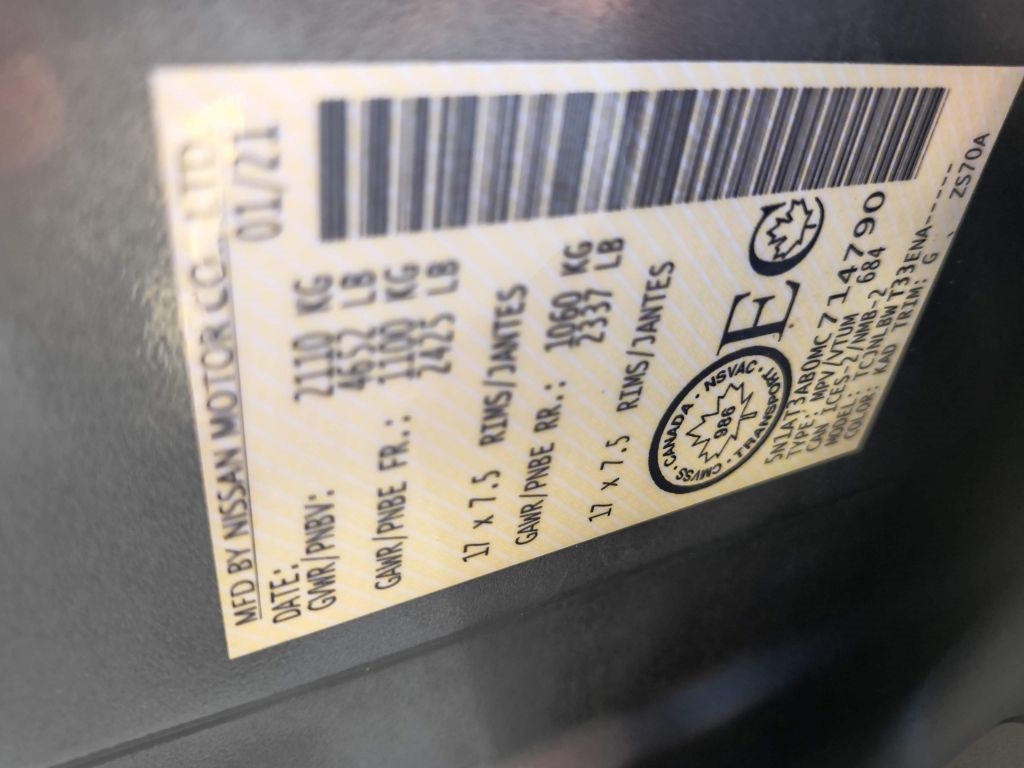 MFD BY NISSAN MOTOR CO., LTD
DATE: 01/21
GVWR/PNBV: 2110 KG
4652 LB
GAWR/PNBE FR.: 1100 KG
2425 LB
17 x 7.5 RIMS/JANTES
GAWR/PNBE RR.: 1060 KG
2337 LB
17 x 7.5 RIMS/JANTES
CANADA · NSVAC · TRANSPORT · CMVSS ·
986
E C
5N1AT3AB0MC714790
TYPE: MPV/VTUM 684
CAN ICES-2/NMB-2
MODEL: TCJNLBWT33ENA------
COLOR: KAD TRIM: G ZS70A